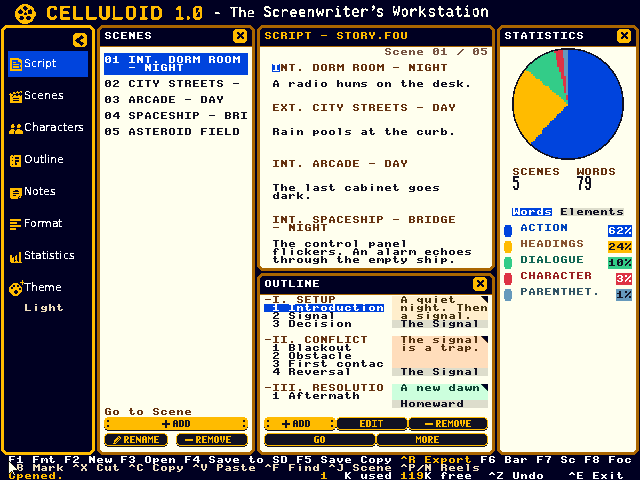 CELLULOID 1.0 - The Screenwriter's Workstation
Script
Scenes
Characters
Outline
Notes
Format
Statistics
Theme
Light
SCENES
01 INT. DORM ROOM
- NIGHT
02 CITY STREETS -
03 ARCADE - DAY
04 SPACESHIP - BRI
05 ASTEROID FIELD
Go to Scene
+ADD
RENAME
-REMOVE
SCRIPT - STORY.FOU
Scene 01 / 05
INT. DORM ROOM - NIGHT
A radio hums on the desk.
EXT. CITY STREETS - DAY
Rain pools at the curb.
INT. ARCADE - DAY
The last cabinet goes
dark.
INT. SPACESHIP - BRIDGE
- NIGHT
The control panel
flickers. An alarm echoes
through the empty ship.
OUTLINE
-I. SETUP
1 Introduction
2 Signal
3 Decision
-II. CONFLICT
1 Blackout
2 Obstacle
3 First contac
4 Reversal
-III. RESOLUTIO
1 Aftermath
A quiet
night. Then
a signal.
The Signal
The signal
is a trap.
The Signal
A new dawn
Homeward
+ADD
EDIT
-REMOVE
GO
MORE
STATISTICS
SCENES WORDS
5 79
Words Elements
ACTION 62%
HEADINGS 24%
DIALOGUE 10%
CHARACTER 3%
PARENTHET. 1%
F1 Fmt F2 New F3 Open F4 Save to SD F5 Save Copy ^R Export F6 Bar F7 Sc F8 Foc
^B Mark ^X Cut ^C Copy ^V Paste ^F Find ^J Scene ^P/N Reels
Opened. 1 K used 119K free ^Z Undo ^E Exit